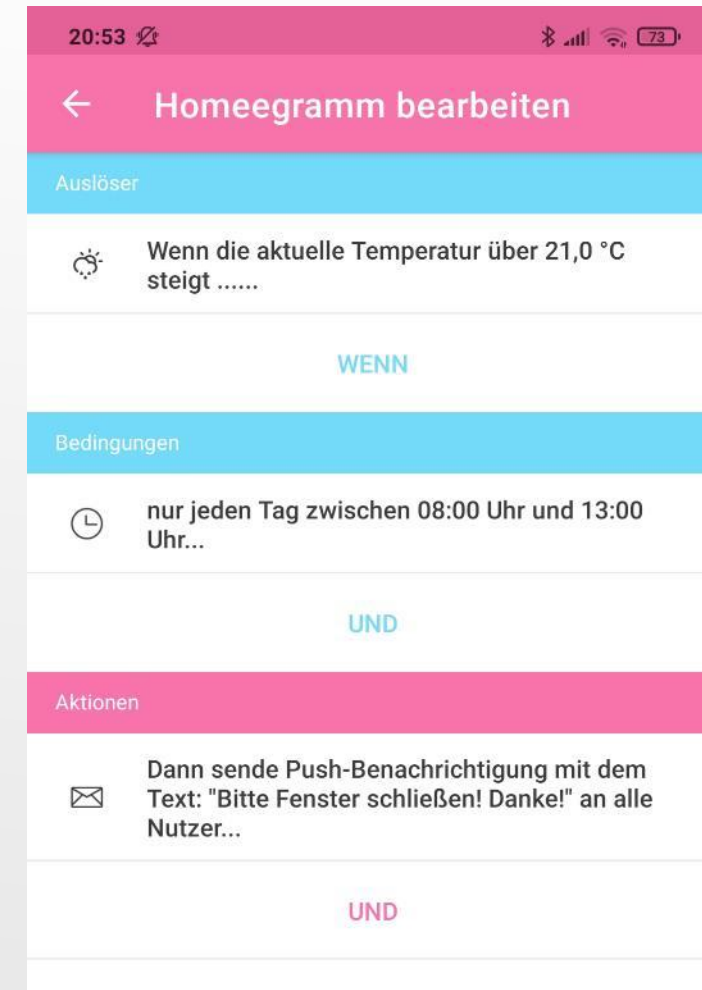 20:53
73
Homeegramm bearbeiten
Auslöser
Wenn die aktuelle Temperatur über 21,0 °C
steigt ......
WENN
Bedingungen
nur jeden Tag zwischen 08:00 Uhr und 13:00
Uhr...
UND
Aktionen
Dann sende Push-Benachrichtigung mit dem
Text: "Bitte Fenster schließen! Danke!" an alle
Nutzer...
UND